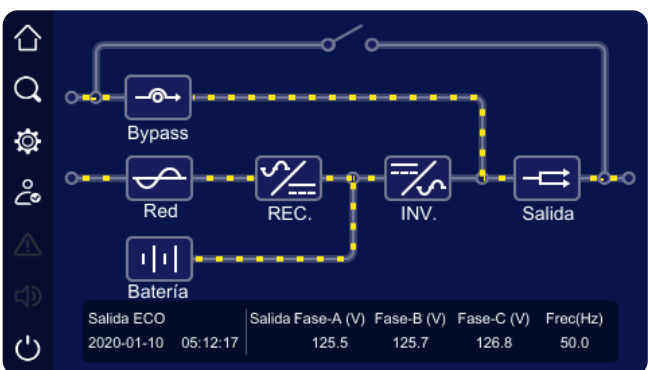 Bypass
Red
REC.
INV.
Salida
Batería
Salida ECO
Salida Fase-A (V) Fase-B (V) Fase-C (V) Frec(Hz)
2020-01-10 05:12:17 125.5 125.7 126.8 50.0